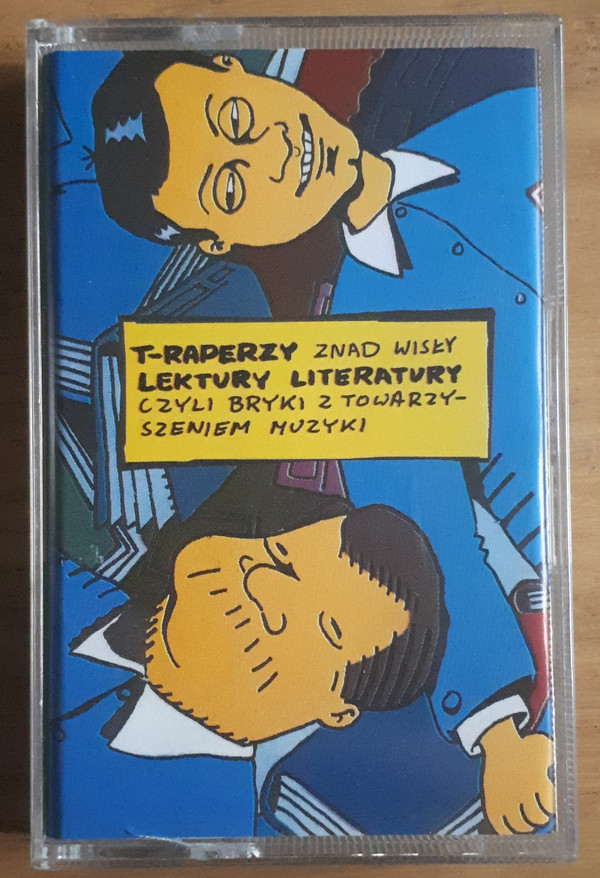 T-RAPERZY ZNAD WISŁY
LEKTURY LITERATURY
CZYLI BRYKI Z TOWARZY-
SZENIEM MUZYKI